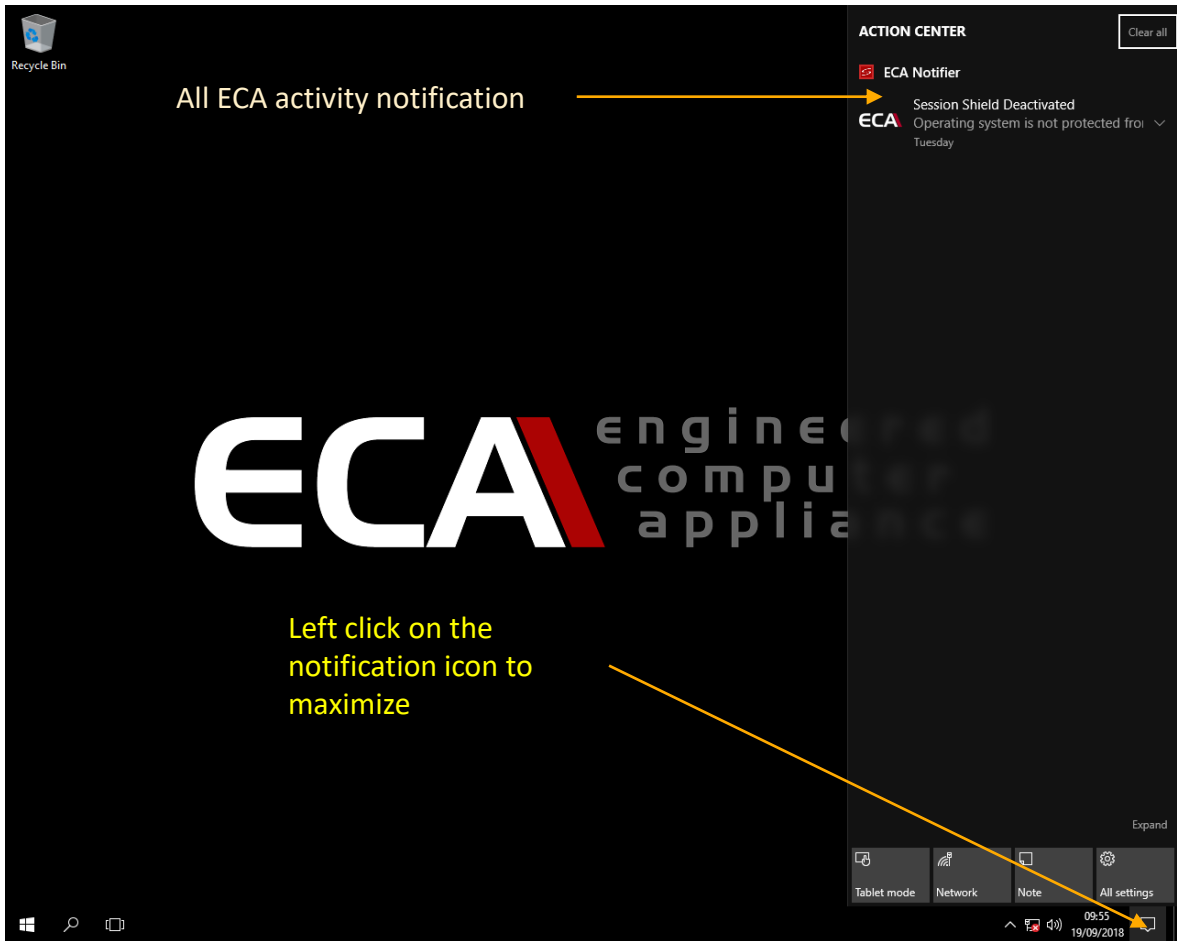 Recycle Bin
ACTION CENTER
Clear all
ECA Notifier
All ECA activity notification
Session Shield Deactivated
ECA
Operating system is not protected fro
Tuesday
ECA
engineered
computer
appliance
Left click on the
notification icon to
maximize
Expand
Tablet mode
Network
Note
All settings
09:55
19/09/2018